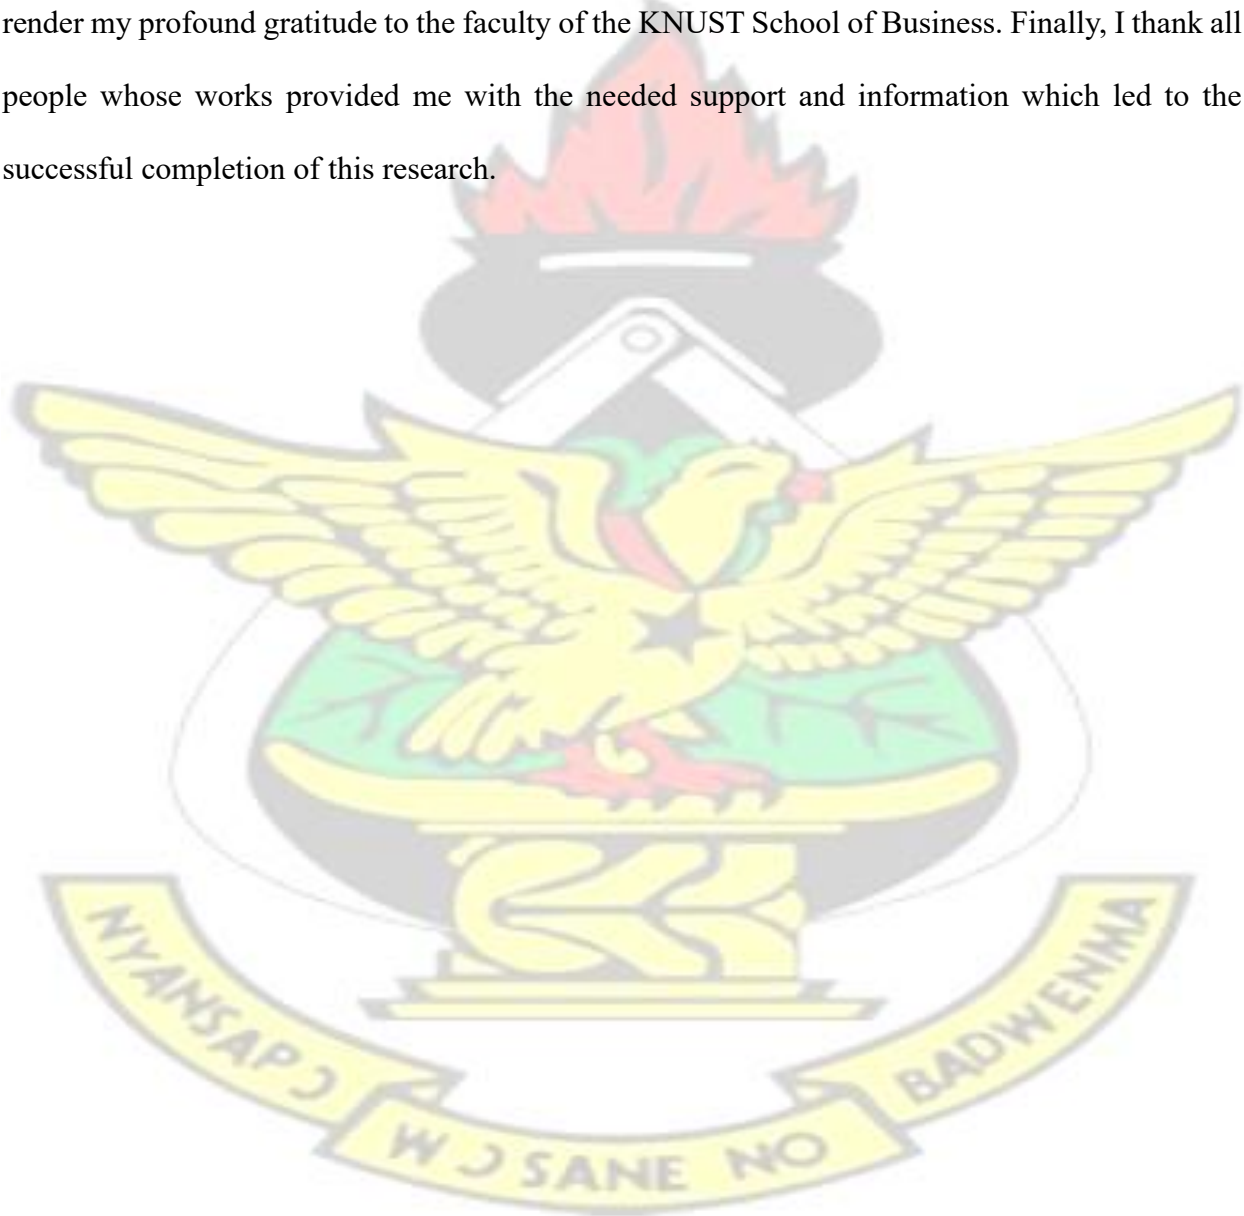 render my profound gratitude to the faculty of the KNUST School of Business. Finally, I thank all
people whose works provided me with the needed support and information which led to the
successful completion of this research.
NYANSAPƆ
WƆ SANE NO
BADWENMA